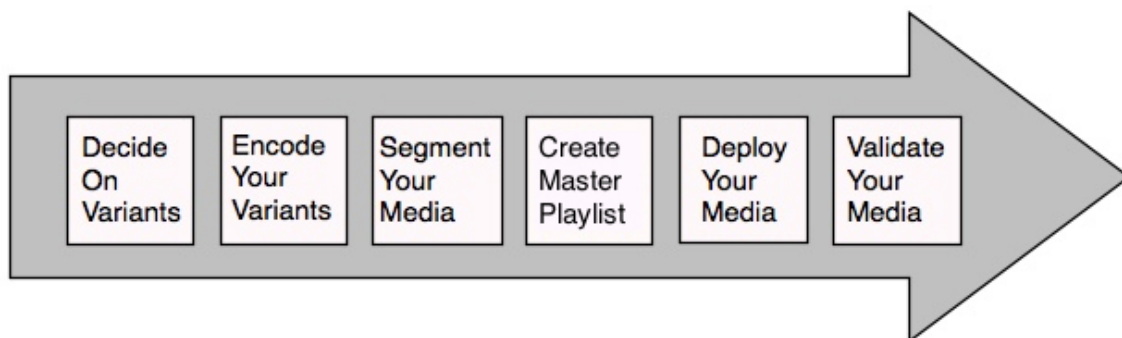 Decide
On
Variants
Encode
Your
Variants
Segment
Your
Media
Create
Master
Playlist
Deploy
Your
Media
Validate
Your
Media